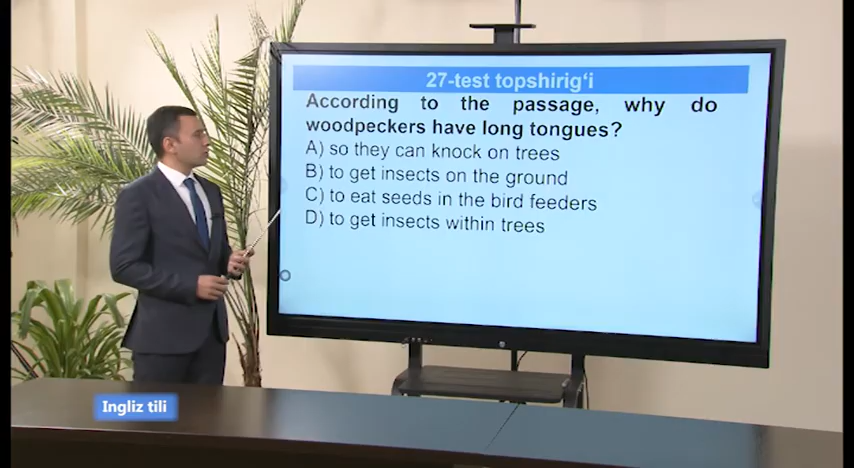 27-test topshirig‘i
According to the passage, why do
woodpeckers have long tongues?
A) so they can knock on trees
B) to get insects on the ground
C) to eat seeds in the bird feeders
D) to get insects within trees
Ingliz tili